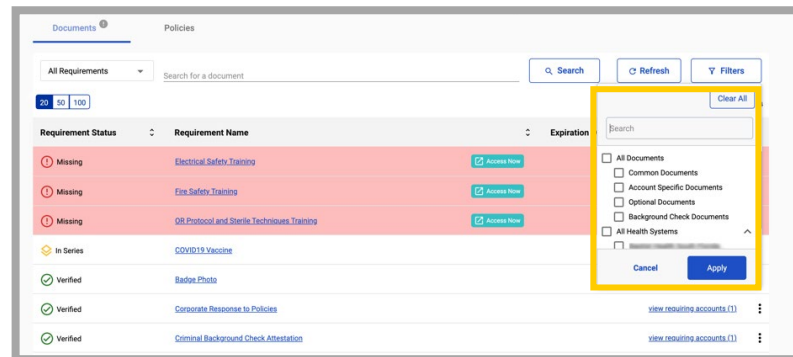 Documents
Policies
All Requirements
Search for a document
Search
Refresh
Filters
20 50 100
Clear All
Requirement Status
Requirement Name
Expiration
Search
Missing
Electrical Safety Training
Access Now
All Documents
Common Documents
Missing
Fire Safety Training
Access Now
Account Specific Documents
Optional Documents
Missing
OR Protocol and Sterile Techniques Training
Access Now
Background Check Documents
All Health Systems
In Series
COVID19 Vaccine
Cancel
Apply
Verified
Badge Photo
Verified
Corporate Response to Policies
view requiring accounts (1)
Verified
Criminal Background Check Attestation
view requiring accounts (1)